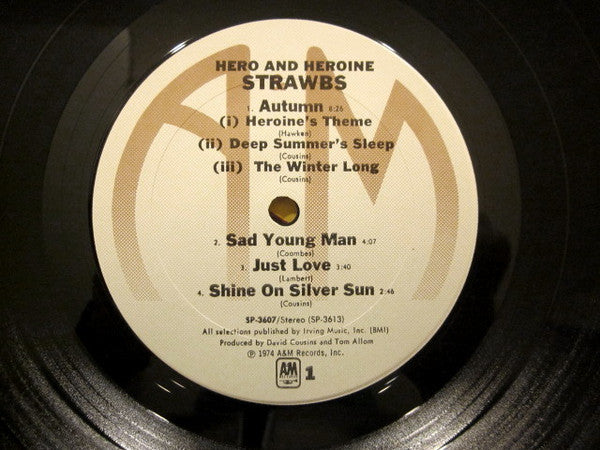 HERO AND HEROINE
STRAWBS
1. Autumn 8:26
(i) Heroine's Theme
(Hawken)
(ii) Deep Summer's Sleep
(Cousins)
(iii) The Winter Long
(Cousins)
2. Sad Young Man 4:07
(Coombes)
3. Just Love 3:40
(Lambert)
4. Shine On Silver Sun 2:46
(Cousins)
SP-3607/Stereo (SP-3613)
All selections published by Irving Music, Inc. (BMI)
Produced by David Cousins and Tom Allom
℗ 1974 A&M Records, Inc.
A&M 1